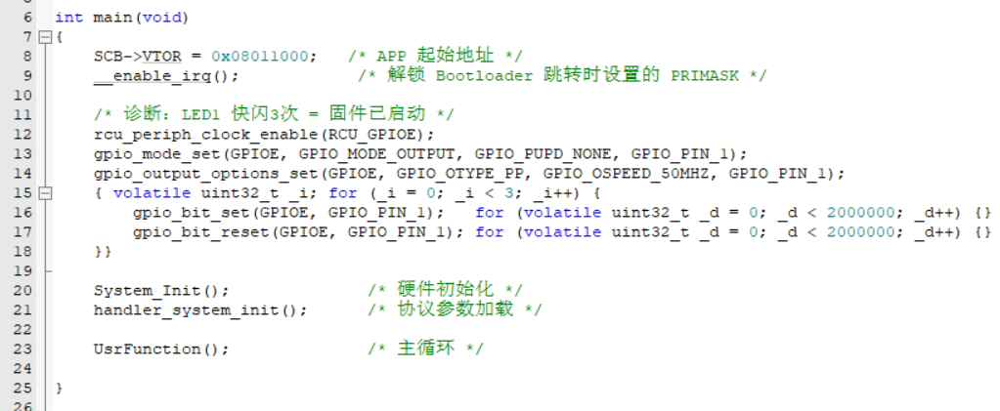 6 int main(void)
7 {
8 SCB->VTOR = 0x08011000; /* APP 起始地址 */
9 __enable_irq(); /* 解锁 Bootloader 跳转时设置的 PRIMASK */
10
11 /* 诊断: LED1 快闪3次 = 固件已启动 */
12 rcu_periph_clock_enable(RCU_GPIOE);
13 gpio_mode_set(GPIOE, GPIO_MODE_OUTPUT, GPIO_PUPD_NONE, GPIO_PIN_1);
14 gpio_output_options_set(GPIOE, GPIO_OTYPE_PP, GPIO_OSPEED_50MHZ, GPIO_PIN_1);
15 { volatile uint32_t _i; for (_i = 0; _i < 3; _i++) {
16 gpio_bit_set(GPIOE, GPIO_PIN_1); for (volatile uint32_t _d = 0; _d < 2000000; _d++) {}
17 gpio_bit_reset(GPIOE, GPIO_PIN_1); for (volatile uint32_t _d = 0; _d < 2000000; _d++) {}
18 }}
19
20 System_Init(); /* 硬件初始化 */
21 handler_system_init(); /* 协议参数加载 */
22
23 UsrFunction(); /* 主循环 */
24
25 }
26